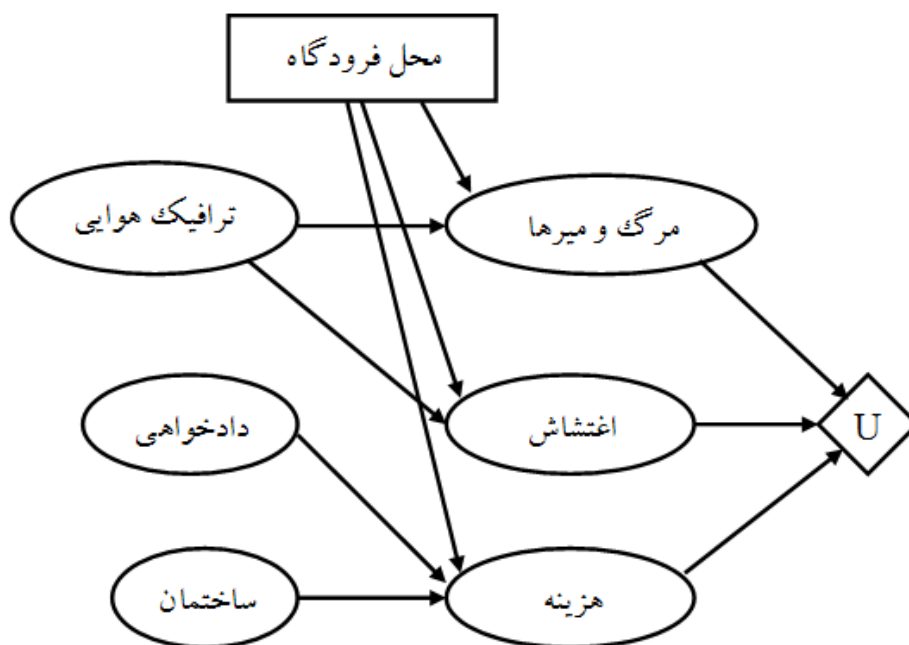 محل فرودگاه
ترافیک هوایی
مرگ و میرها
دادخواهی
اغتشاش
U
ساختمان
هزینه